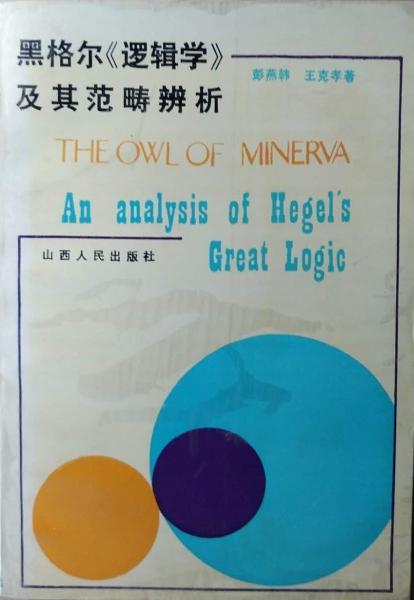 黑格尔《逻辑学》
及其范畴辨析
彭燕韩 王克孝著
THE OWL OF MINERVA
An analysis of Hegel's
Great Logic
山西人民出版社